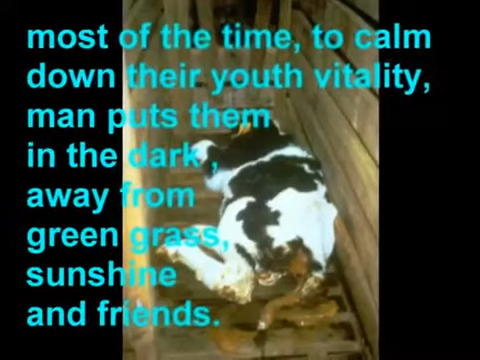 most of the time, to calm
down their youth vitality,
man puts them
in the dark ,
away from
green grass,
sunshine
and friends.